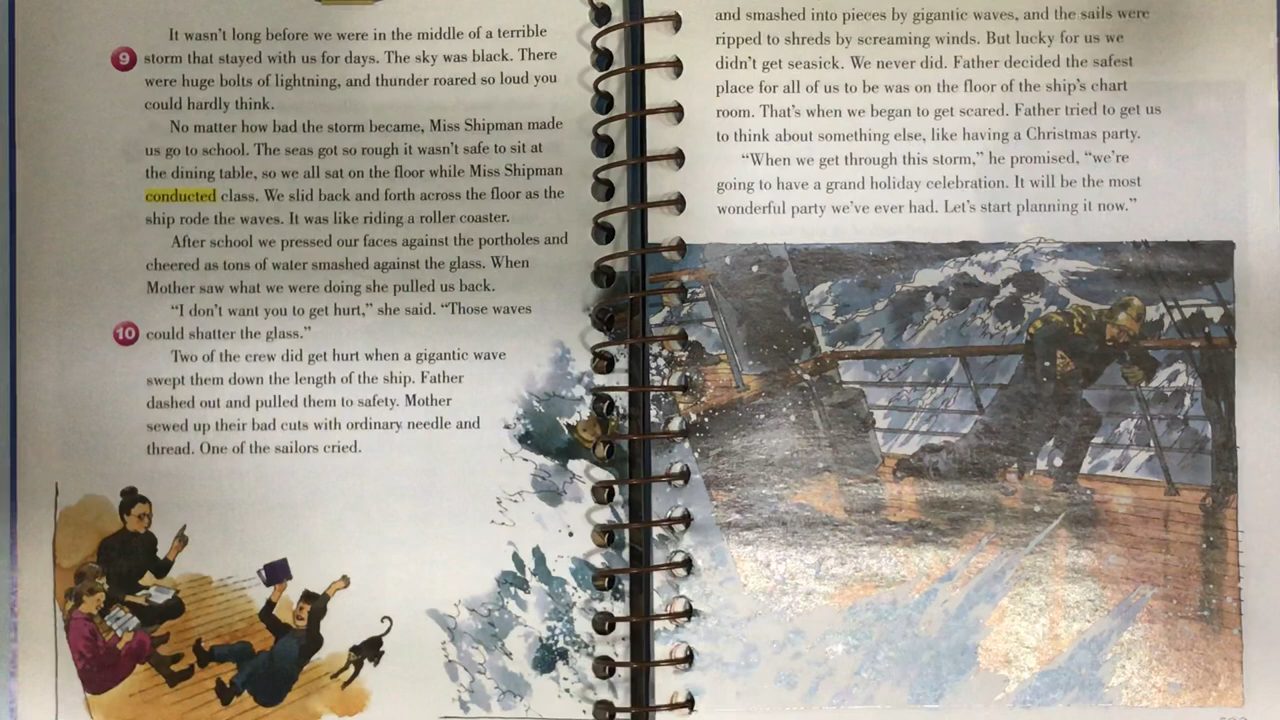 It wasn't long before we were in the middle of a terrible
9 storm that stayed with us for days. The sky was black. There
were huge bolts of lightning, and thunder roared so loud you
could hardly think.
No matter how bad the storm became, Miss Shipman made
us go to school. The seas got so rough it wasn't safe to sit at
the dining table, so we all sat on the floor while Miss Shipman
conducted class. We slid back and forth across the floor as the
ship rode the waves. It was like riding a roller coaster.
After school we pressed our faces against the portholes and
cheered as tons of water smashed against the glass. When
Mother saw what we were doing she pulled us back.
"I don't want you to get hurt," she said. "Those waves
10 could shatter the glass."
Two of the crew did get hurt when a gigantic wave
swept them down the length of the ship. Father
dashed out and pulled them to safety. Mother
sewed up their bad cuts with ordinary needle and
thread. One of the sailors cried.
and smashed into pieces by gigantic waves, and the sails were
ripped to shreds by screaming winds. But lucky for us we
didn't get seasick. We never did. Father decided the safest
place for all of us to be was on the floor of the ship's chart
room. That's when we began to get scared. Father tried to get us
to think about something else, like having a Christmas party.
"When we get through this storm," he promised, "we're
going to have a grand holiday celebration. It will be the most
wonderful party we've ever had. Let's start planning it now."